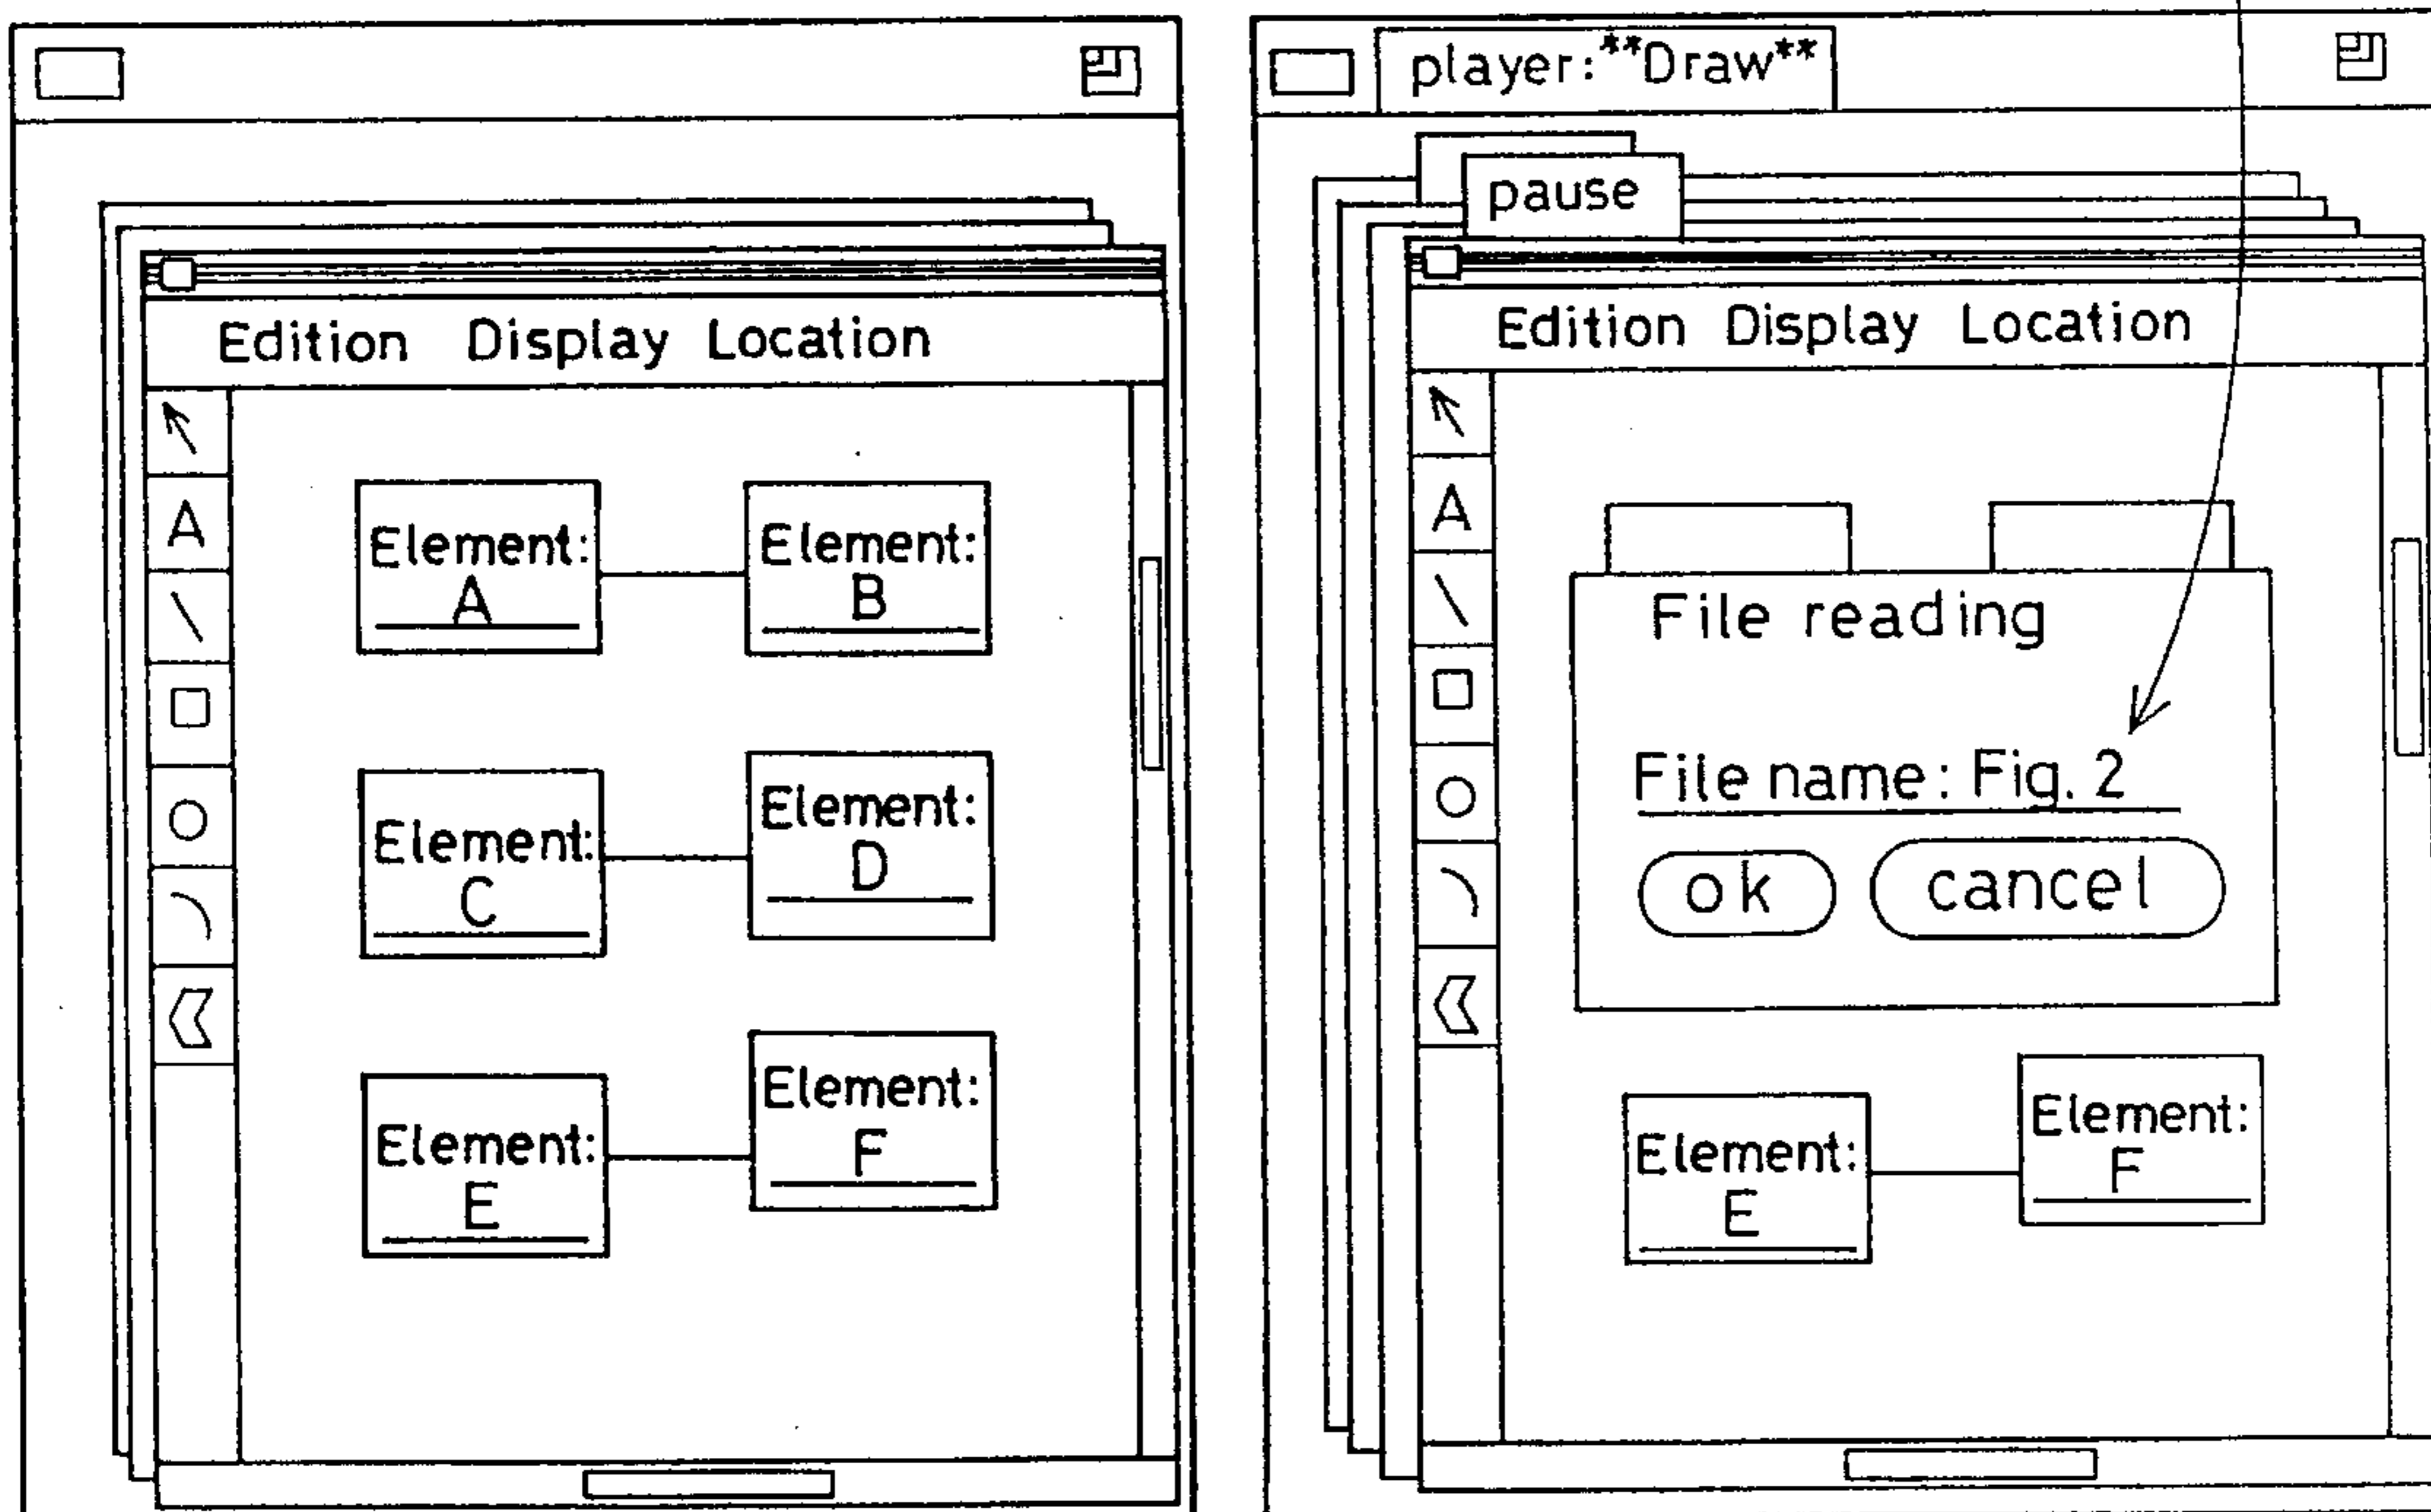 Edition Display Location
A
Element:
A
Element:
B
Element:
C
Element:
D
Element:
E
Element:
F
player:**Draw**
pause
Edition Display Location
A
File reading
File name: Fig. 2
ok cancel
Element:
E
Element:
F